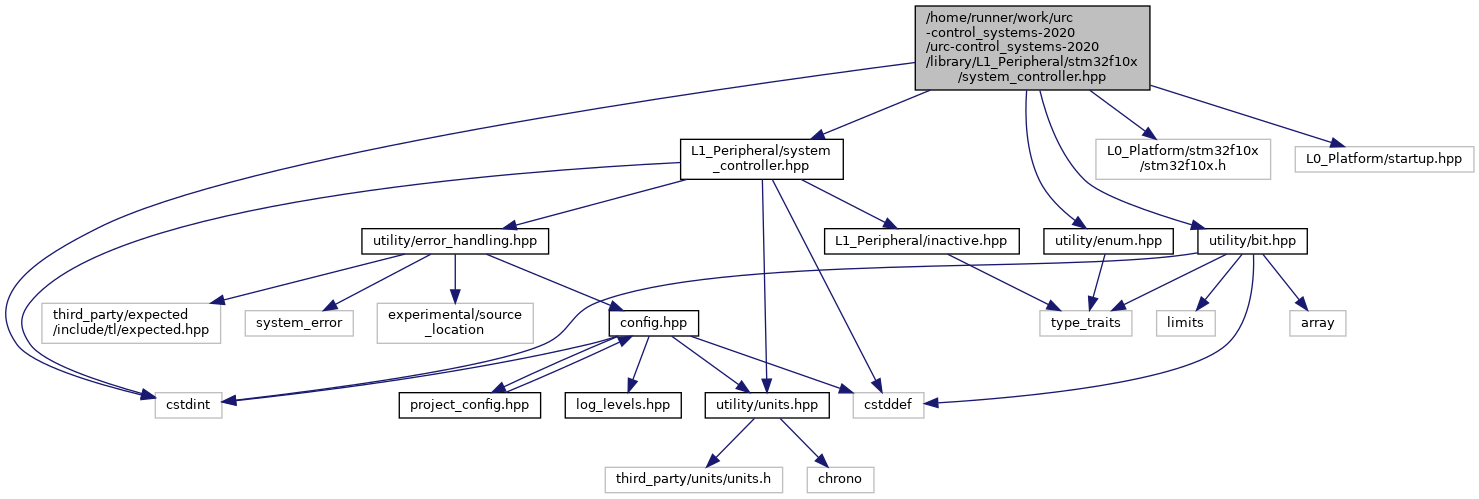 /home/runner/work/urc
-control_systems-2020
/urc-control_systems-2020
/library/L1_Peripheral/stm32f10x
/system_controller.hpp
L1_Peripheral/system
_controller.hpp
L0_Platform/stm32f10x
/stm32f10x.h
L0_Platform/startup.hpp
utility/error_handling.hpp
L1_Peripheral/inactive.hpp
utility/enum.hpp
utility/bit.hpp
third_party/expected
/include/tl/expected.hpp
system_error
experimental/source
_location
config.hpp
type_traits
limits
array
cstdint
project_config.hpp
log_levels.hpp
utility/units.hpp
cstddef
third_party/units/units.h
chrono